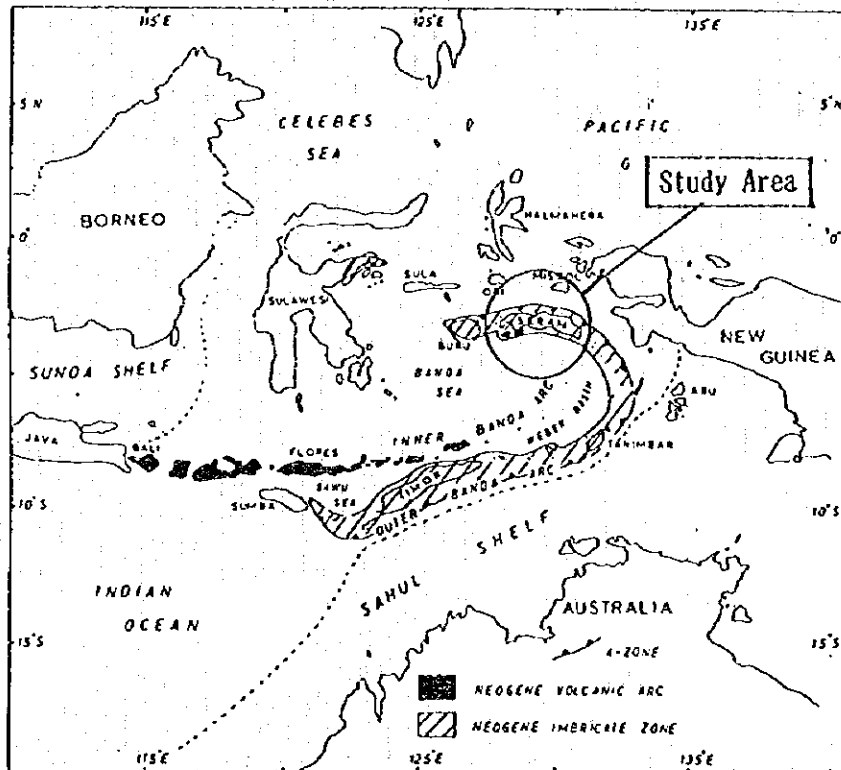 115°E 125°E 135°E
5 N 5°N
CELEBES
SEA
PACIFIC
Study Area
HALMAHERA
BORNEO
0° 0°
SULA
OBI
MISOOL
SULAWESI
SERAM
BURU
NEW
GUINEA
BANDA
SEA
SUNDA SHELF
ARU
JAVA
BALI
FLORES
INNER BANDA ARC
WEBER BASIN
TANIMBAR
SAWU
SEA
TIMOR
SUMBA
10°S 10°S
OUTER BANDA ARC
SAHUL SHELF
INDIAN
OCEAN
AUSTRALIA
15°S 15°S
A-ZONE
NEOGENE VOLCANIC ARC
NEOGENE IMBRICATE ZONE
115°E 125°E 135°E